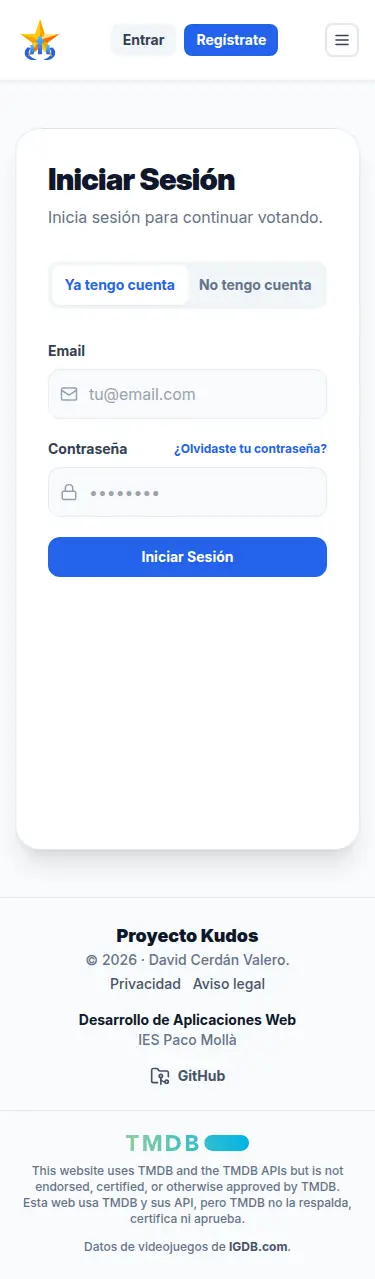 Entrar
Regístrate
Iniciar Sesión
Inicia sesión para continuar votando.
Ya tengo cuenta
No tengo cuenta
Email
tu@email.com
Contraseña
¿Olvidaste tu contraseña?
••••••••
Iniciar Sesión
Proyecto Kudos
© 2026 · David Cerdán Valero.
Privacidad Aviso legal
Desarrollo de Aplicaciones Web
IES Paco Mollà
GitHub
TMDB
This website uses TMDB and the TMDB APIs but is not
endorsed, certified, or otherwise approved by TMDB.
Esta web usa TMDB y sus API, pero TMDB no la respalda,
certifica ni aprueba.
Datos de videojuegos de IGDB.com.